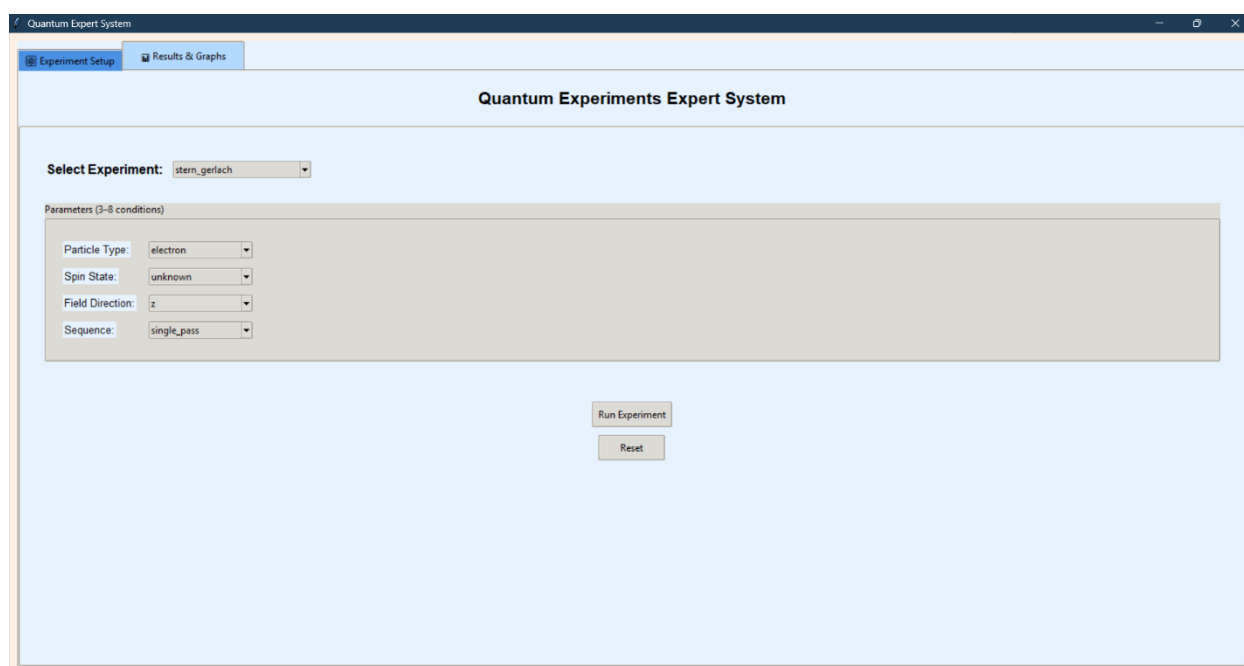 Quantum Expert System
Experiment Setup
Results & Graphs
Quantum Experiments Expert System
Select Experiment: stern_gerlach
Parameters (3–8 conditions)
Particle Type: electron
Spin State: unknown
Field Direction: z
Sequence: single_pass
Run Experiment
Reset